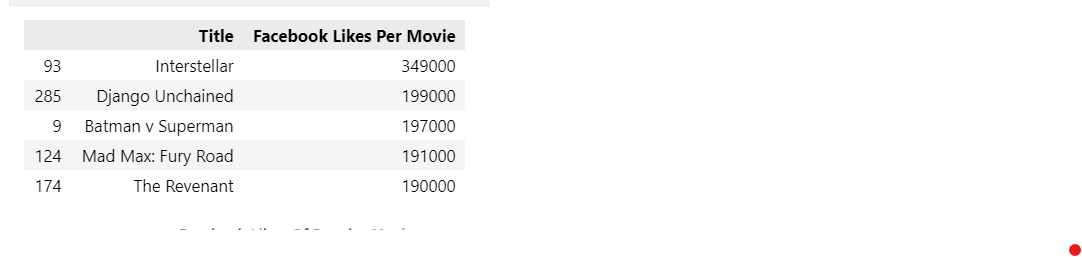 Title Facebook Likes Per Movie
93 Interstellar 349000
285 Django Unchained 199000
9 Batman v Superman 197000
124 Mad Max: Fury Road 191000
174 The Revenant 190000